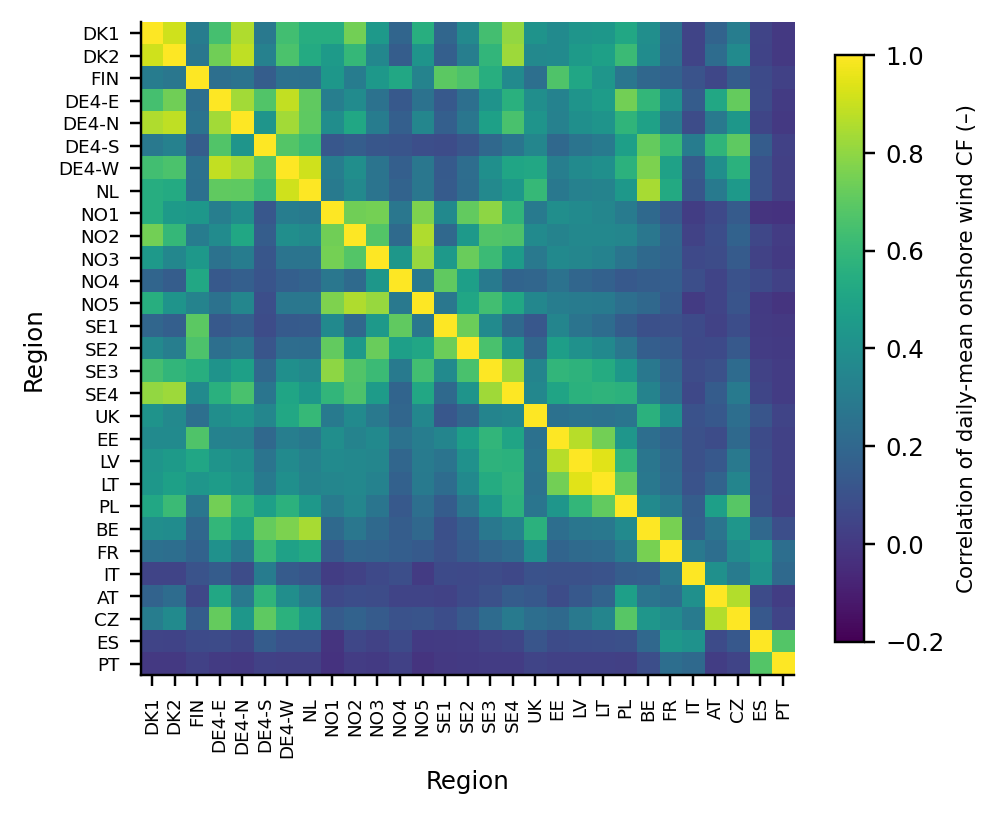 DK1
DK2
FIN
DE4-E
DE4-N
DE4-S
DE4-W
NL
NO1
NO2
NO3
NO4
NO5
SE1
SE2
SE3
SE4
UK
EE
LV
LT
PL
BE
FR
IT
AT
CZ
ES
PT
Region
DK1 DK2 FIN DE4-E DE4-N DE4-S DE4-W NL NO1 NO2 NO3 NO4 NO5 SE1 SE2 SE3 SE4 UK EE LV LT PL BE FR IT AT CZ ES PT
Region
1.0
0.8
0.6
0.4
0.2
0.0
−0.2
Correlation of daily-mean onshore wind CF (−)